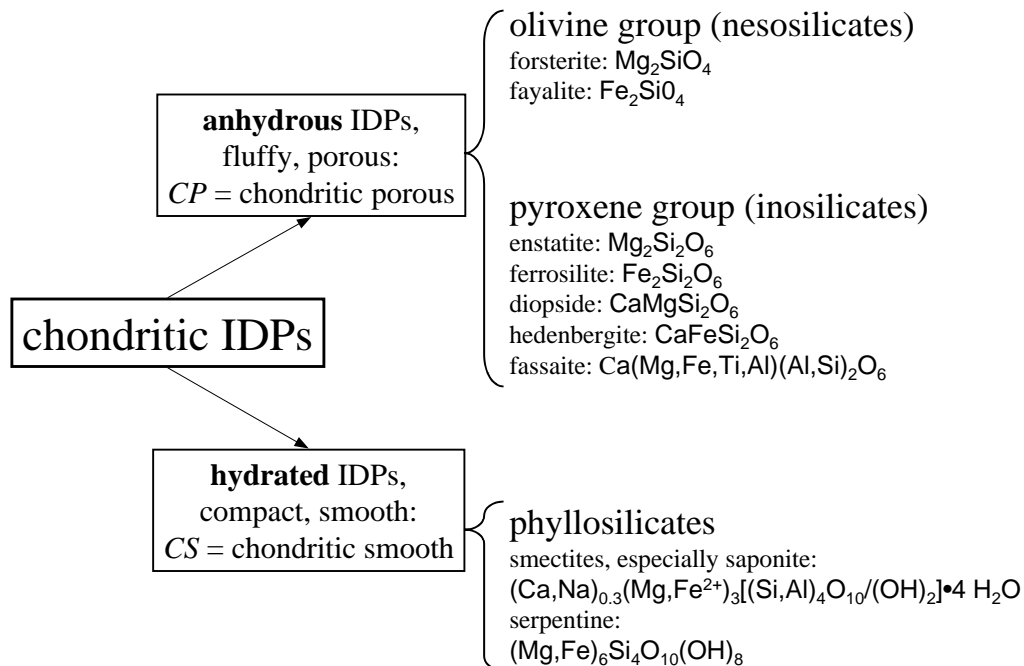 olivine group (nesosilicates)
forsterite: Mg₂SiO₄
fayalite: Fe₂Si0₄
anhydrous IDPs,
fluffy, porous:
CP = chondritic porous
pyroxene group (inosilicates)
enstatite: Mg₂Si₂O₆
ferrosilite: Fe₂Si₂O₆
diopside: CaMgSi₂O₆
hedenbergite: CaFeSi₂O₆
fassaite: Ca(Mg,Fe,Ti,Al)(Al,Si)₂O₆
chondritic IDPs
hydrated IDPs,
compact, smooth:
CS = chondritic smooth
phyllosilicates
smectites, especially saponite:
(Ca,Na)₀.₃(Mg,Fe²⁺)₃[(Si,Al)₄O₁₀/(OH)₂]•4 H₂O
serpentine:
(Mg,Fe)₆Si₄O₁₀(OH)₈